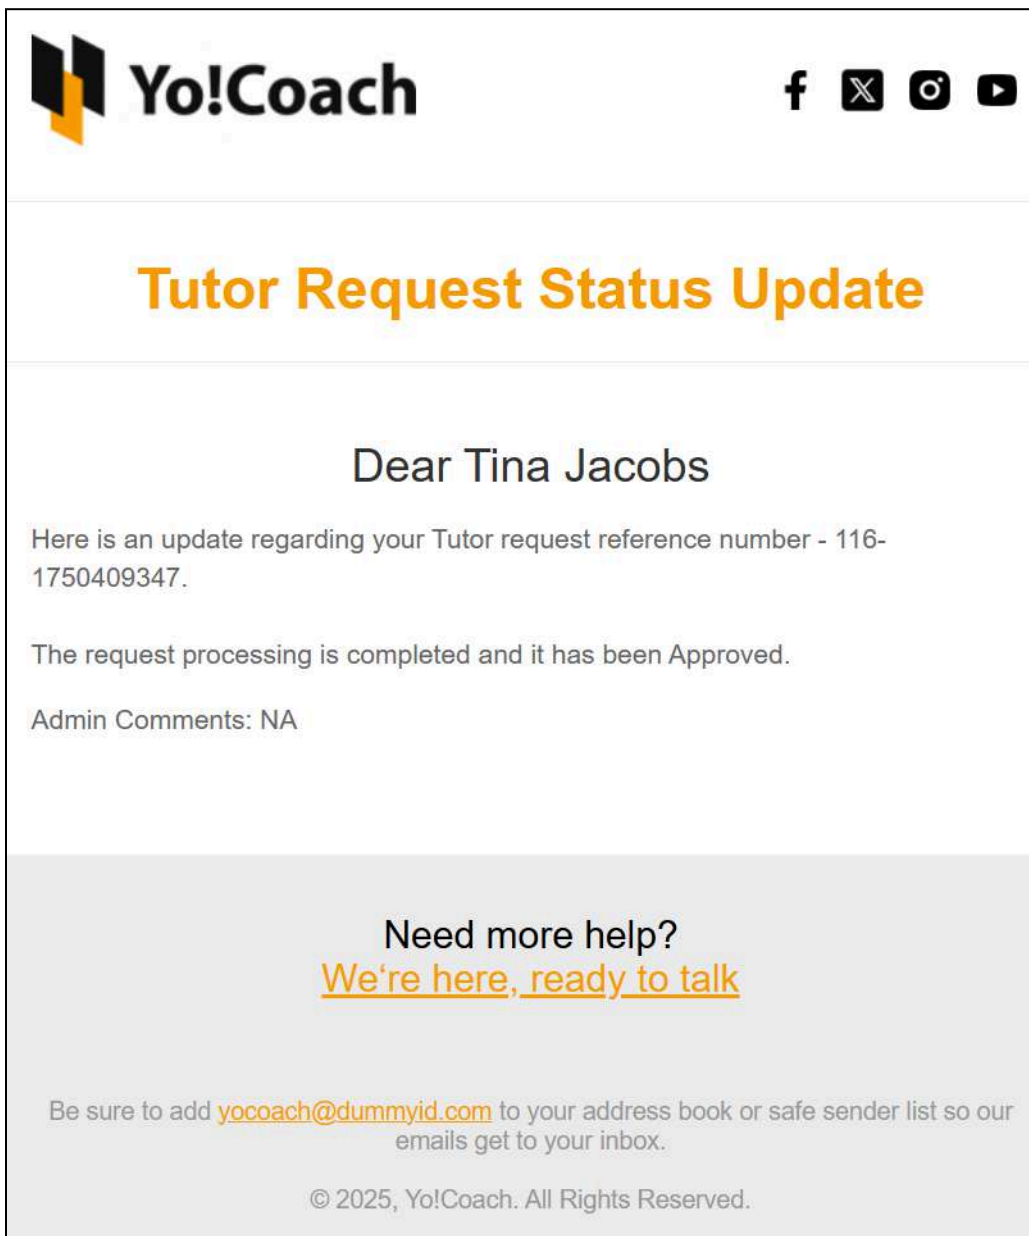 Yo!Coach
Tutor Request Status Update
Dear Tina Jacobs
Here is an update regarding your Tutor request reference number - 116-
1750409347.
The request processing is completed and it has been Approved.
Admin Comments: NA
Need more help?
We‘re here, ready to talk
Be sure to add yocoach@dummyid.com to your address book or safe sender list so our
emails get to your inbox.
© 2025, Yo!Coach. All Rights Reserved.